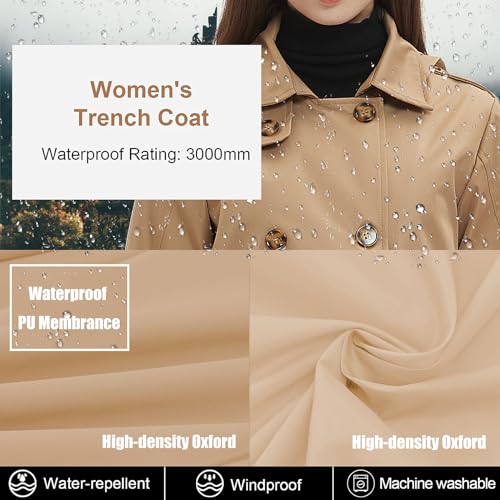 Women's
Trench Coat
Waterproof Rating: 3000mm
Waterproof
PU Membrance
High-density Oxford
High-density Oxford
Water-repellent
Windproof
Machine washable